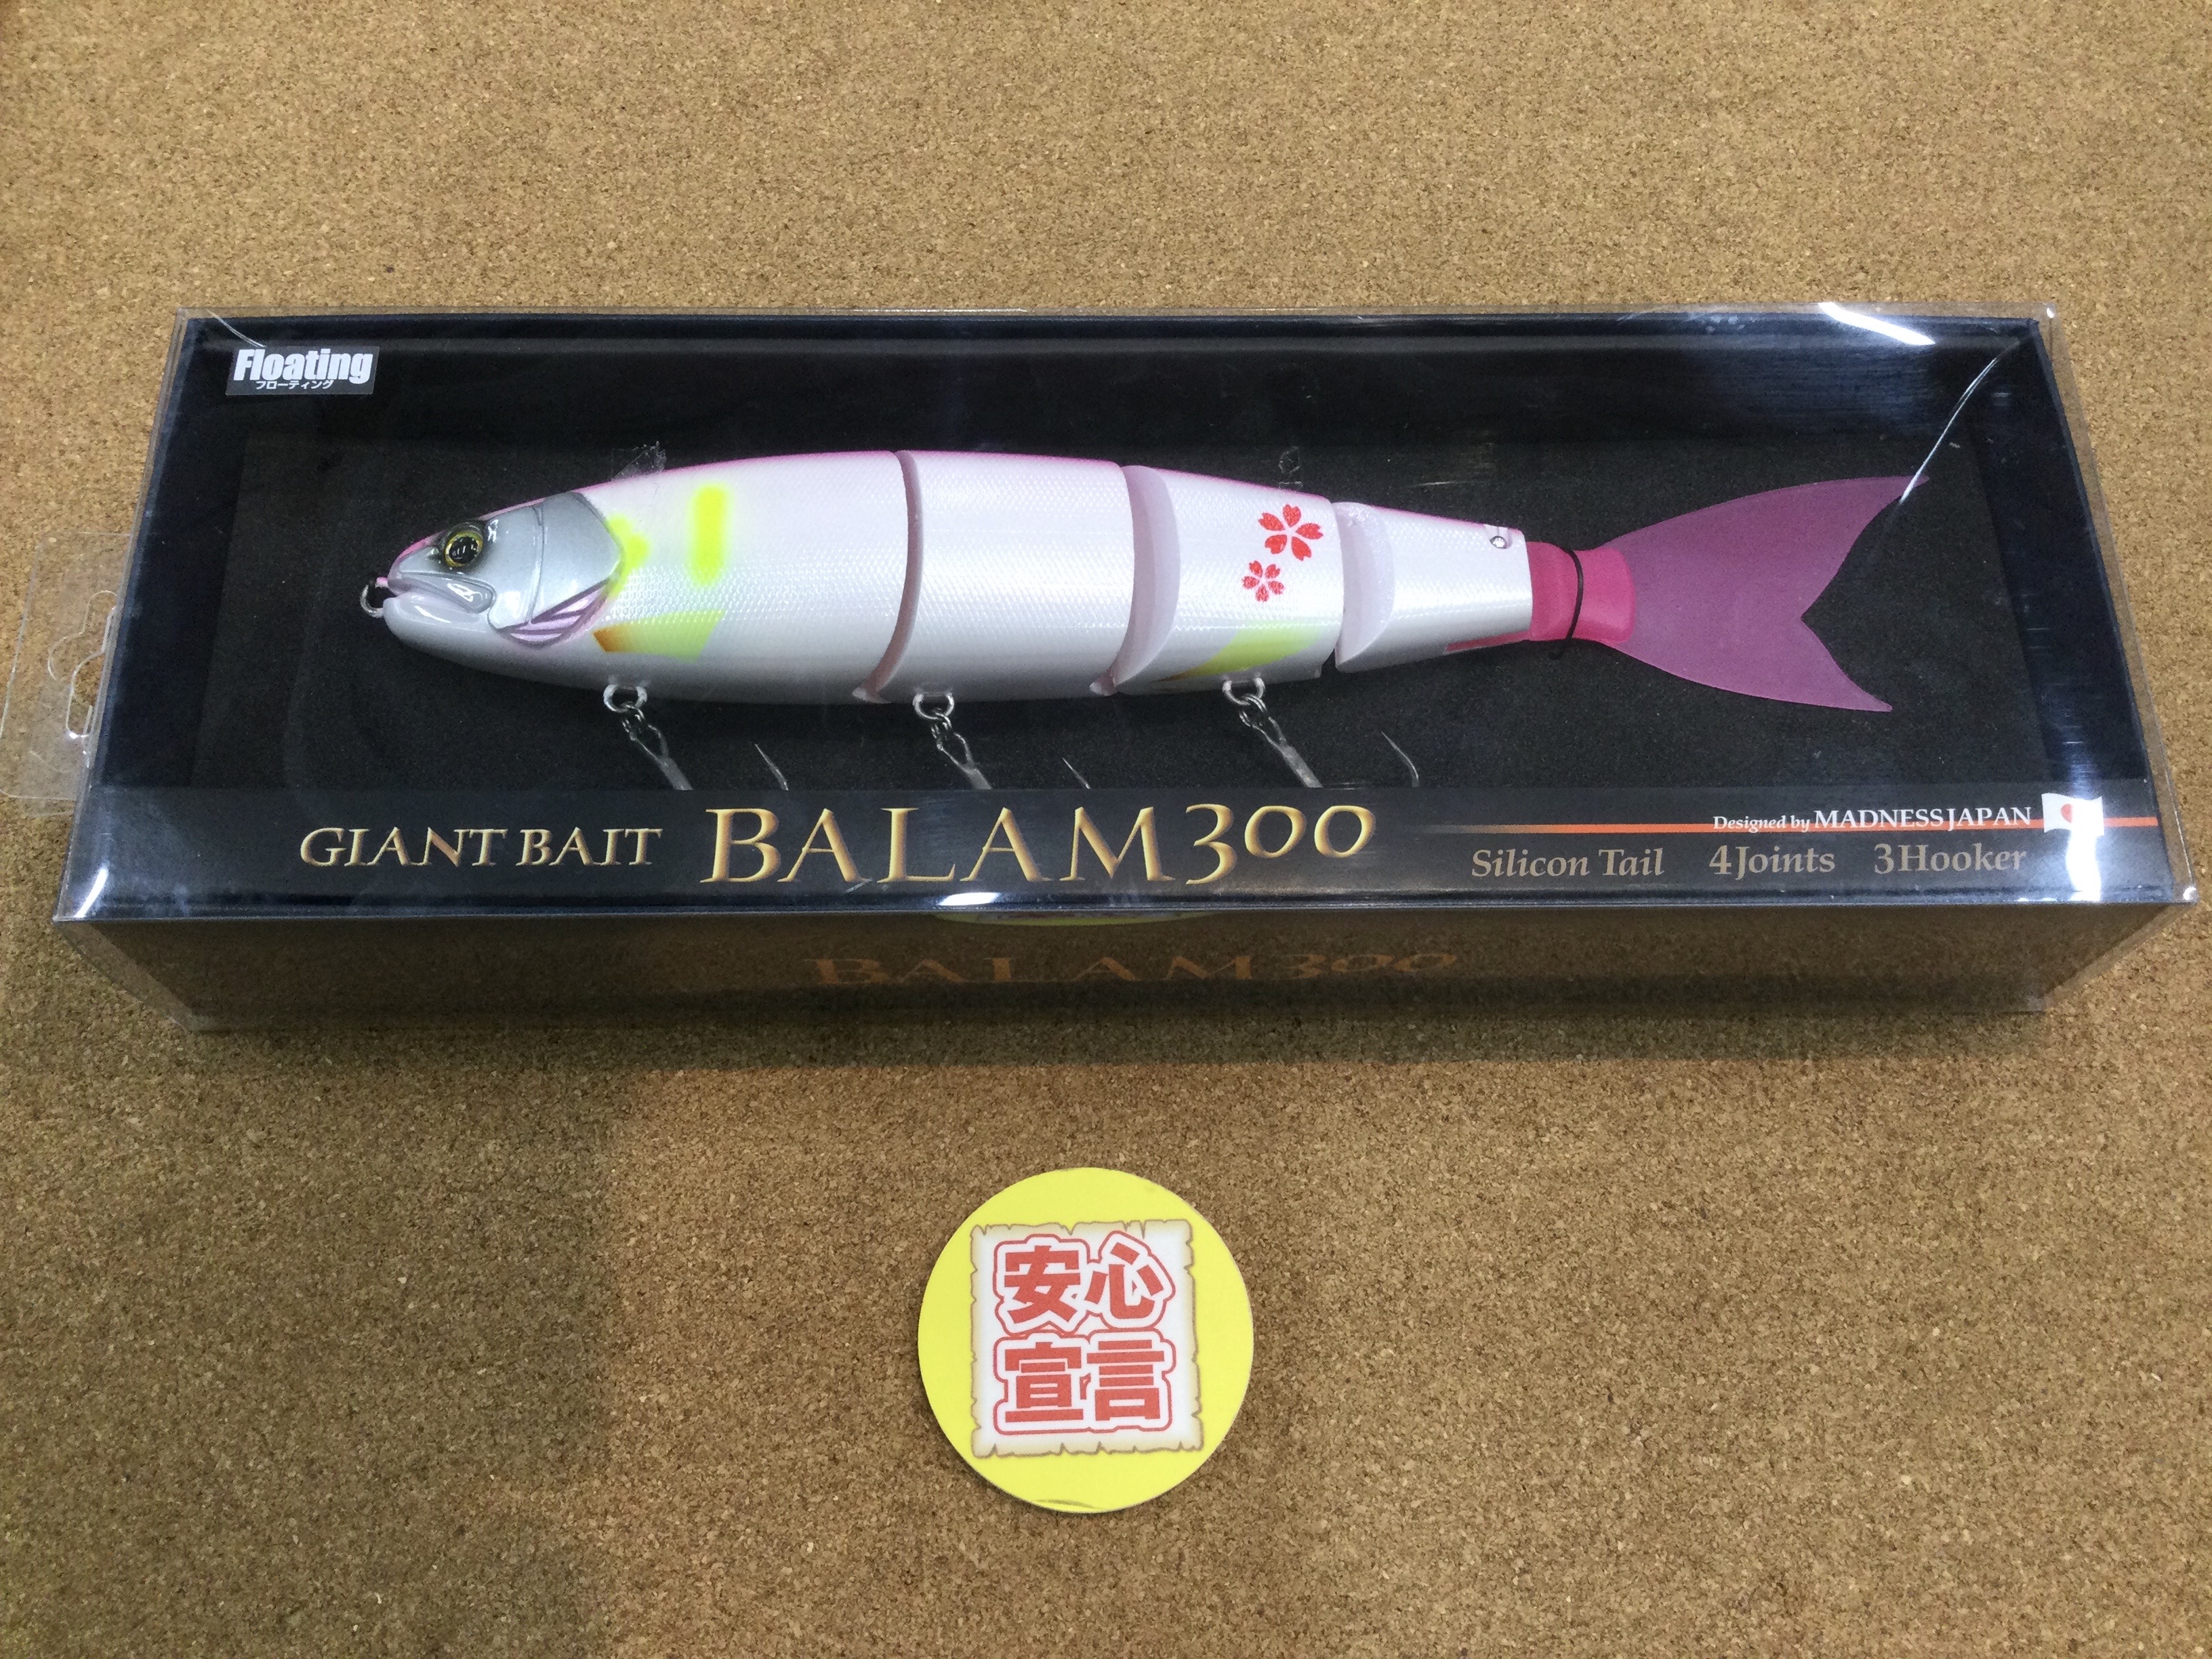 Floating
フローティング
GIANT BAIT BALAM300
Designed by MADNESS JAPAN
Silicon Tail 4Joints 3Hooker
BALAM300
安心
宣言